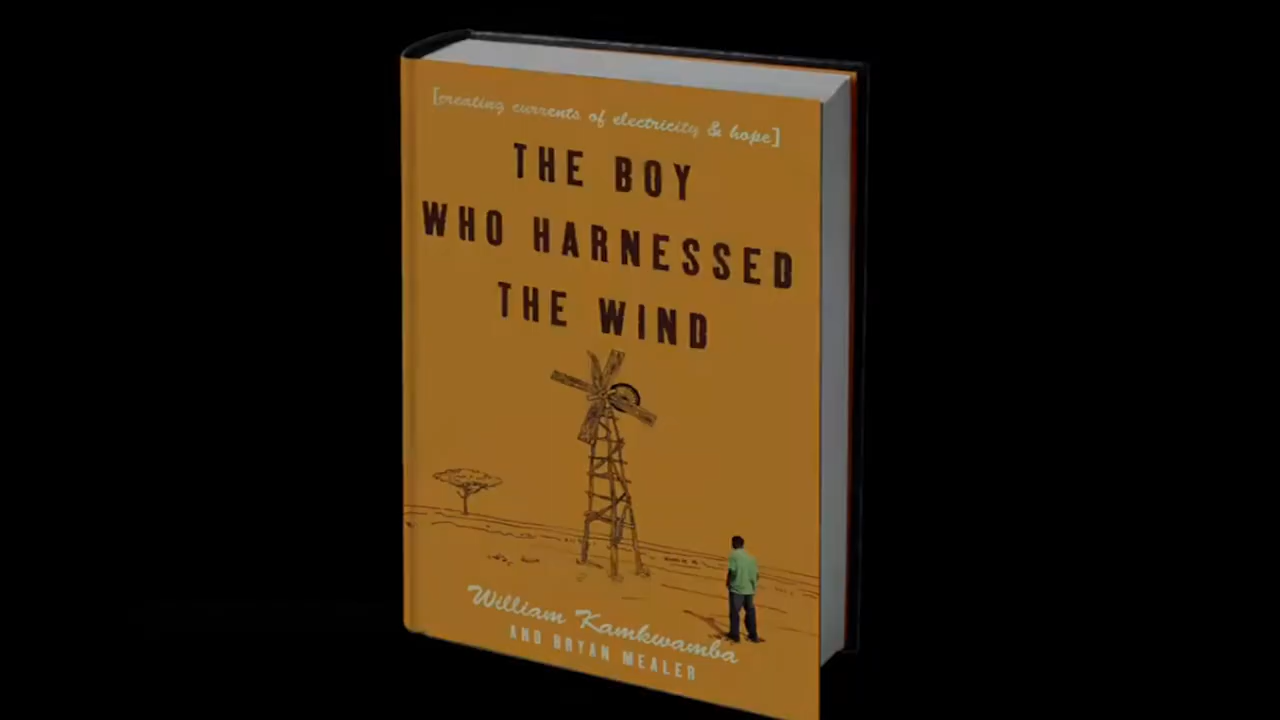 [creating currents of electricity & hope]
THE BOY
WHO HARNESSED
THE WIND
William Kamkwamba
AND BRYAN MEALER